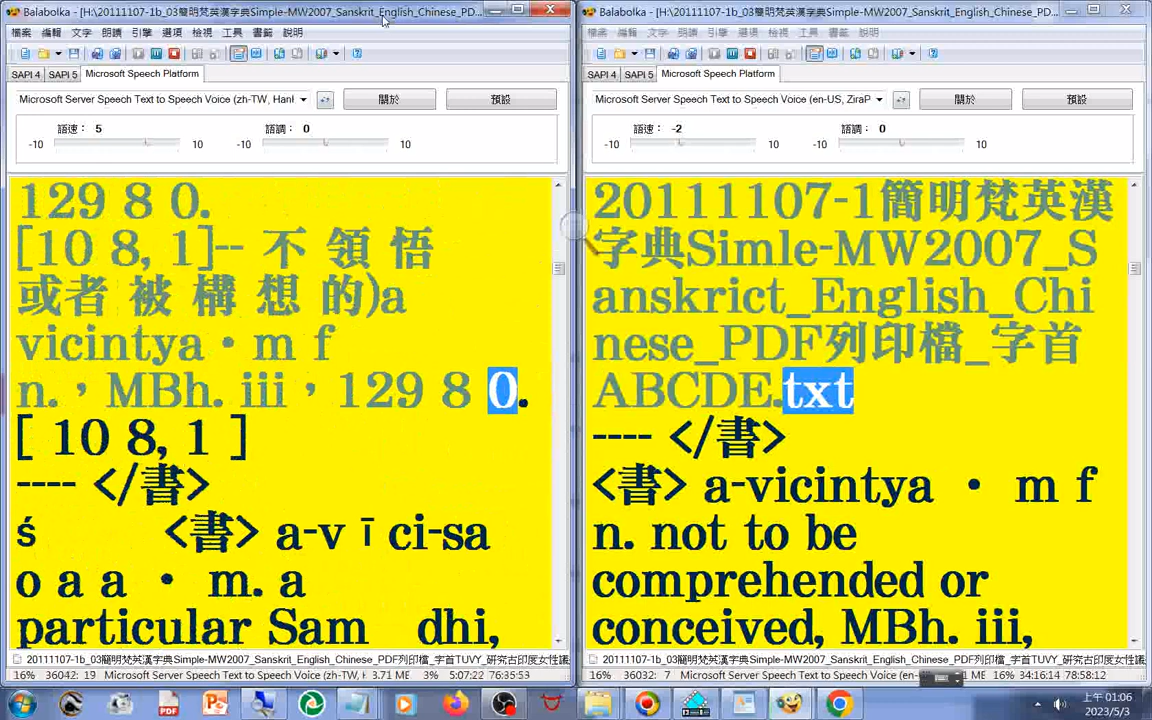 Balabolka - [H:\20111107-1b_03簡明梵英漢字典Simple-MW2007_Sanskrit_English_Chinese_PD...
檔案 編輯 文字 朗讀 引擎 選項 檢視 工具 書籤 說明
SAPI 4 SAPI 5 Microsoft Speech Platform
Microsoft Server Speech Text to Speech Voice (zh-TW, Hanl
關於 預設
語速： 5 語調： 0
-10 10 -10 10
129 8 0.
[10 8, 1]-- 不 領 悟
或者 被 構 想 的)a
vicintya・m f
n.，MBh. iii，129 8 0.
[ 10 8, 1 ]
---- </書>
ś <書> a-v ī ci-sa
o a a ・ m. a
particular Sam dhi,
20111107-1b_03簡明梵英漢字典Simple-MW2007_Sanskrit_English_Chinese_PDF列印檔_字首TUVY_研究古印度女性議
16% 36042: 19 Microsoft Server Speech Text to Speech Voice (zh-TW, H 3.71 MB 3% 5:07:22 76:35:53
Balabolka - [H:\20111107-1b_03簡明梵英漢字典Simple-MW2007_Sanskrit_English_Chinese_PD...
檔案 編輯 文字 朗讀 引擎 選項 檢視 工具 書籤 說明
SAPI 4 SAPI 5 Microsoft Speech Platform
Microsoft Server Speech Text to Speech Voice (en-US, ZiraP
關於 預設
語速： -2 語調： 0
-10 10 -10 10
20111107-1簡明梵英漢
字典Simle-MW2007_S
anskrict_English_Chi
nese_PDF列印檔_字首
ABCDE.txt
---- </書>
<書> a-vicintya ・ m f
n. not to be
comprehended or
conceived, MBh. iii,
20111107-1b_03簡明梵英漢字典Simple-MW2007_Sanskrit_English_Chinese_PDF列印檔_字首TUVY_研究古印度女性議
16% 36032: 7 Microsoft Server Speech Text to Speech Voice (en-U 16% 34:16:14 78:58:12
上午 01:06
2023/5/3